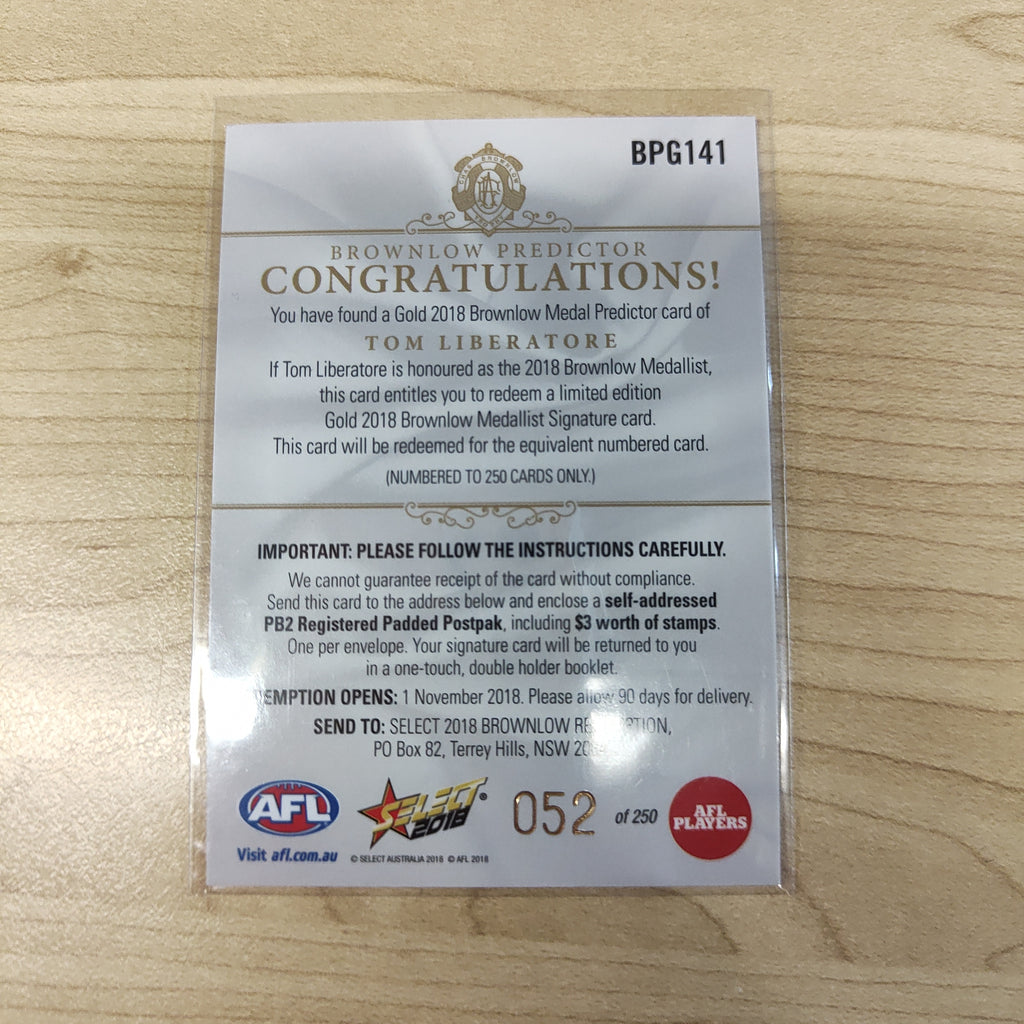 BPG141
CHAS BROWNLOW
TROPHY
BROWNLOW PREDICTOR
CONGRATULATIONS!
You have found a Gold 2018 Brownlow Medal Predictor card of
TOM LIBERATORE
If Tom Liberatore is honoured as the 2018 Brownlow Medallist,
this card entitles you to redeem a limited edition
Gold 2018 Brownlow Medallist Signature card.
This card will be redeemed for the equivalent numbered card.
(NUMBERED TO 250 CARDS ONLY.)
IMPORTANT: PLEASE FOLLOW THE INSTRUCTIONS CAREFULLY.
We cannot guarantee receipt of the card without compliance.
Send this card to the address below and enclose a self-addressed
PB2 Registered Padded Postpak, including $3 worth of stamps.
One per envelope. Your signature card will be returned to you
in a one-touch, double holder booklet.
OPENS: 1 November 2018. Please allow 90 days for delivery.
SEND TO: SELECT 2018 BROWNLOW
PO Box 82, Terrey Hills, NSW
AFL
SELECT®
2018
052 of 250
AFL
PLAYERS
Visit afl.com.au
© SELECT AUSTRALIA 2018 © AFL 2018